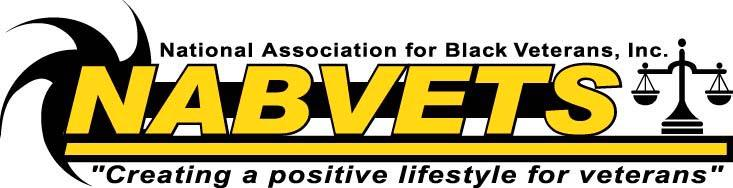 National Association for Black Veterans, Inc.
NABVETS
"Creating a positive lifestyle for veterans"